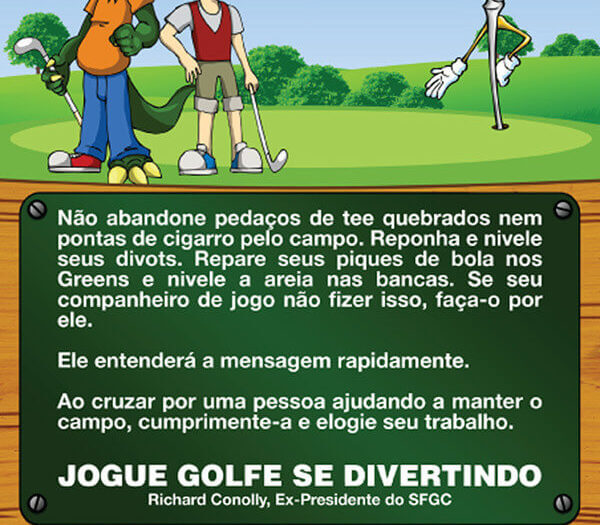 Não abandone pedaços de tee quebrados nem
pontas de cigarro pelo campo. Reponha e nivele
seus divots. Repare seus piques de bola nos
Greens e nivele a areia nas bancas. Se seu
companheiro de jogo não fizer isso, faça-o por
ele.
Ele entenderá a mensagem rapidamente.
Ao cruzar por uma pessoa ajudando a manter o
campo, cumprimente-a e elogie seu trabalho.
JOGUE GOLFE SE DIVERTINDO
Richard Conolly, Ex-Presidente do SFGC